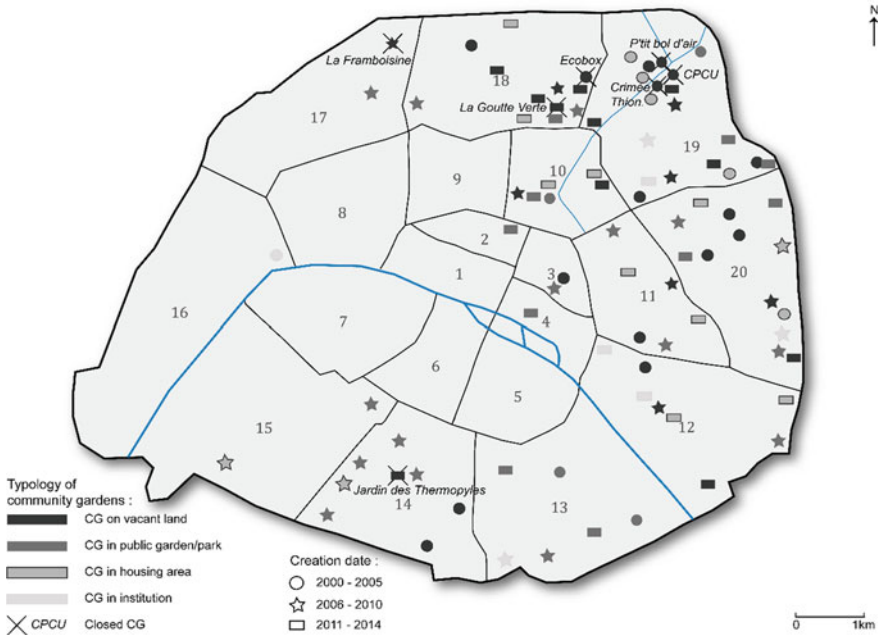 N
P'tit bol d'air
La Framboisine
Ecobox
CPCU
18
Crimée
Thion.
La Goutte Verte
17
19
10
9
8
2
20
1
3
11
16
4
7
6
5
12
15
Jardin des Thermopyles
14
13
Typology of
community gardens :
CG on vacant land
CG in public garden/park
CG in housing area
CG in institution
CPCU Closed CG
Creation date :
2000 - 2005
2006 - 2010
2011 - 2014
0 1km